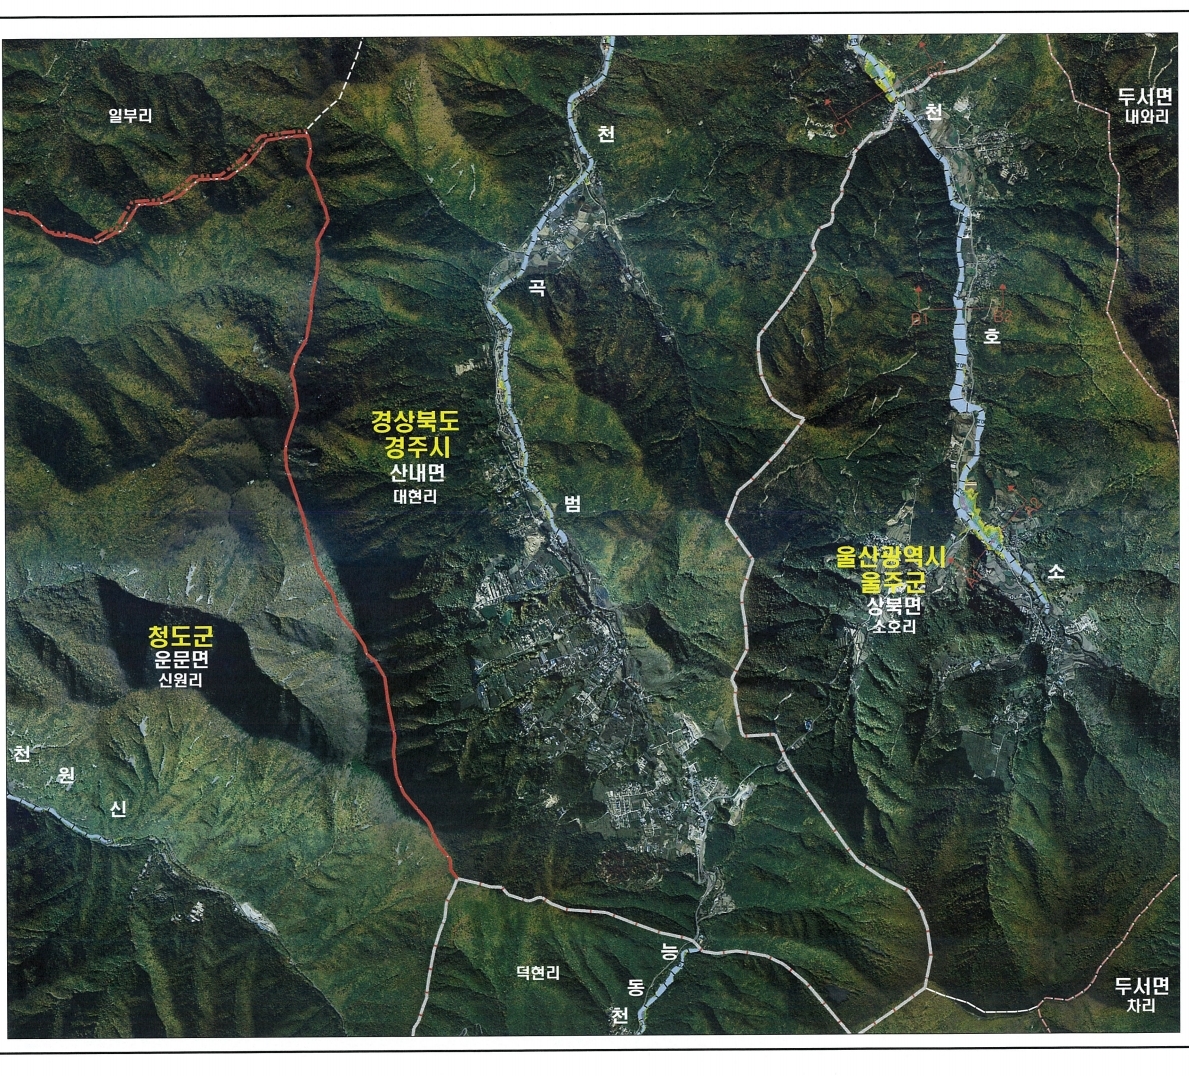 일부리
두서면
내와리
천
천
곡
호
경상북도
경주시
산내면
대현리
범
울산광역시
울주군
상북면
소호리
소
청도군
운문면
신원리
천
원
신
능
동
천
덕현리
두서면
차리